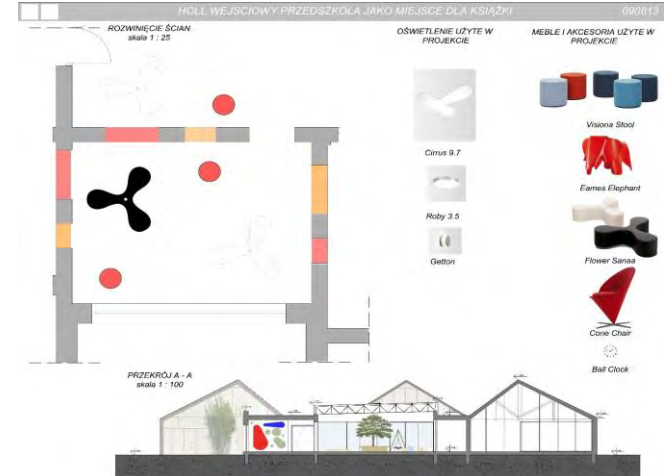 HOLL WEJSCIOWY PRZEDSZKOLA JAKO MIEJSCE DLA KSIĄŻKI
090813
ROZWINIĘCIE ŚCIAN
skala 1 : 25
OŚWIETLENIE UŻYTE W
PROJEKCIE
MEBLE I AKCESORIA UŻYTE W
PROJEKCIE
Cirrus 9.7
Roby 3.5
Getton
Visiona Stool
Eames Elephant
Flower Sanaa
Cone Chair
Ball Clock
PRZEKRÓJ A - A
skala 1 : 100